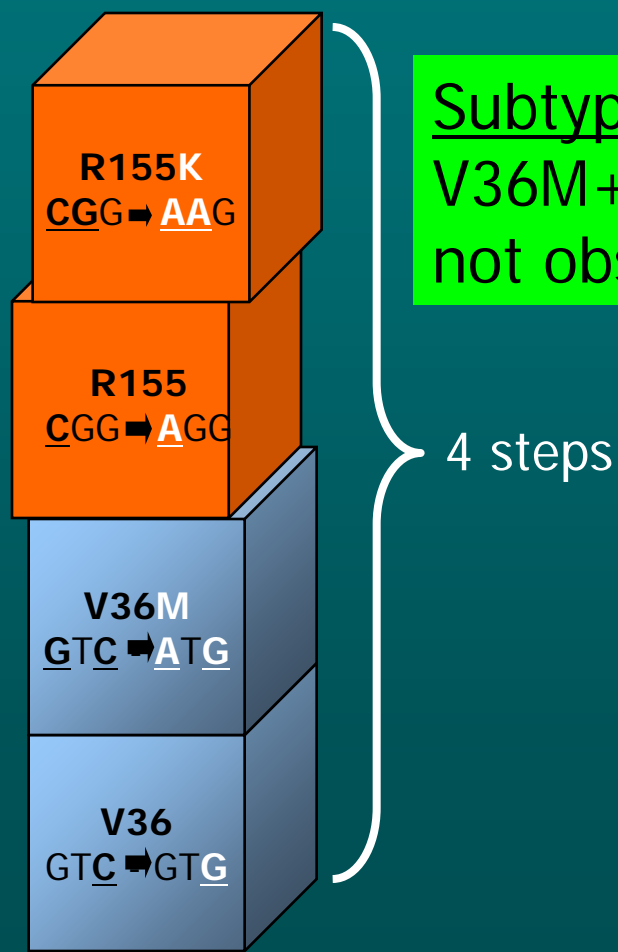 R155K
CGG ➡ AAG
Subtyp
V36M+
not obs
R155
CGG ➡ AGG
4 steps
V36M
GTC ➡ ATG
V36
GTC ➡ GTG